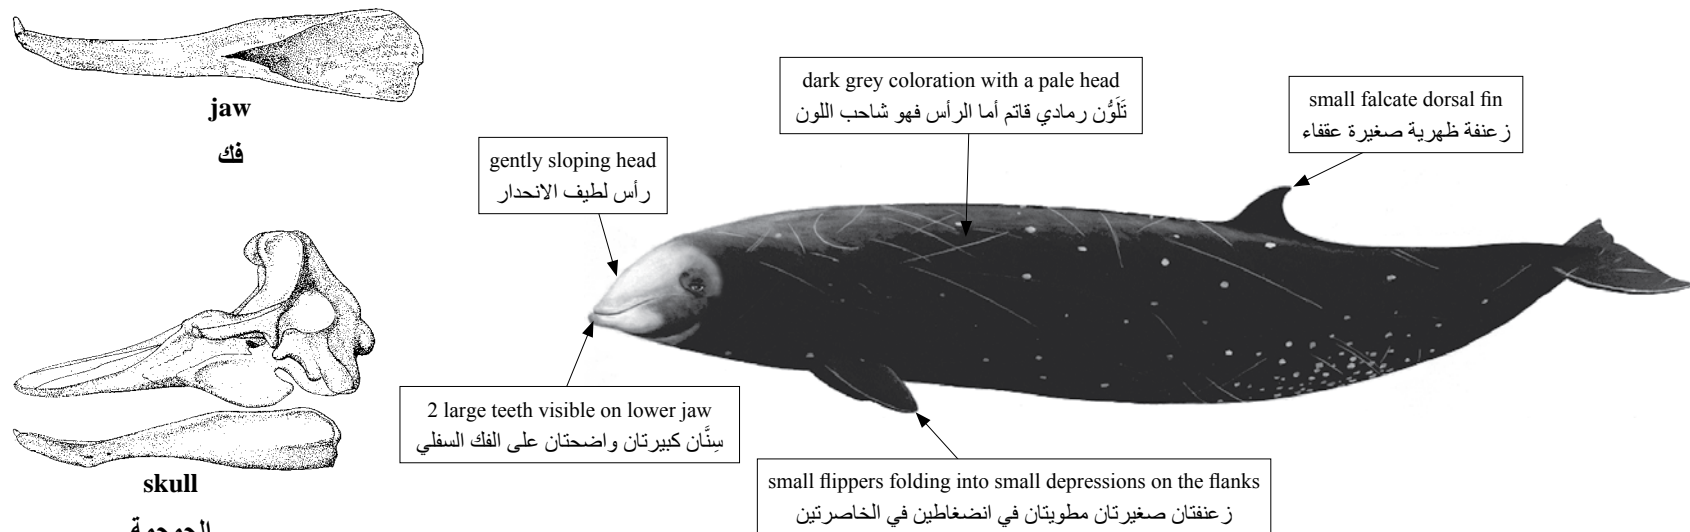 jaw
فك
dark grey coloration with a pale head
تَلَوُّن رمادي قاتم أما الرأس فهو شاحب اللون
small falcate dorsal fin
زعنفة ظهرية صغيرة عقفاء
gently sloping head
رأس لطيف الانحدار
2 large teeth visible on lower jaw
سِنَّان كبيرتان واضحتان على الفك السفلي
small flippers folding into small depressions on the flanks
زعنفتان صغيرتان مطويتان في انضغاطين في الخاصرتين
skull
الجمجمة